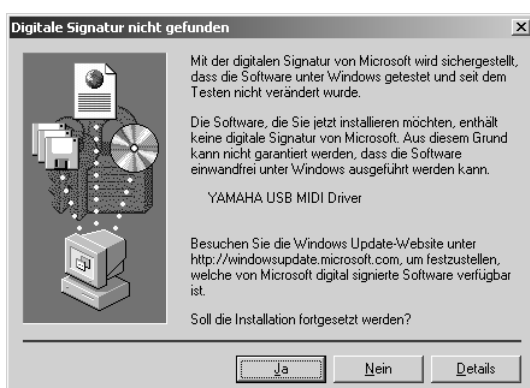 Digitale Signatur nicht gefunden
Mit der digitalen Signatur von Microsoft wird sichergestellt,
dass die Software unter Windows getestet und seit dem
Testen nicht verändert wurde.
Die Software, die Sie jetzt installieren möchten, enthält
keine digitale Signatur von Microsoft. Aus diesem Grund
kann nicht garantiert werden, dass die Software
einwandfrei unter Windows ausgeführt werden kann.
YAMAHA USB MIDI Driver
Besuchen Sie die Windows Update-Website unter
http://windowsupdate.microsoft.com, um festzustellen,
welche von Microsoft digital signierte Software verfügbar
ist.
Soll die Installation fortgesetzt werden?
Ja
Nein
Details